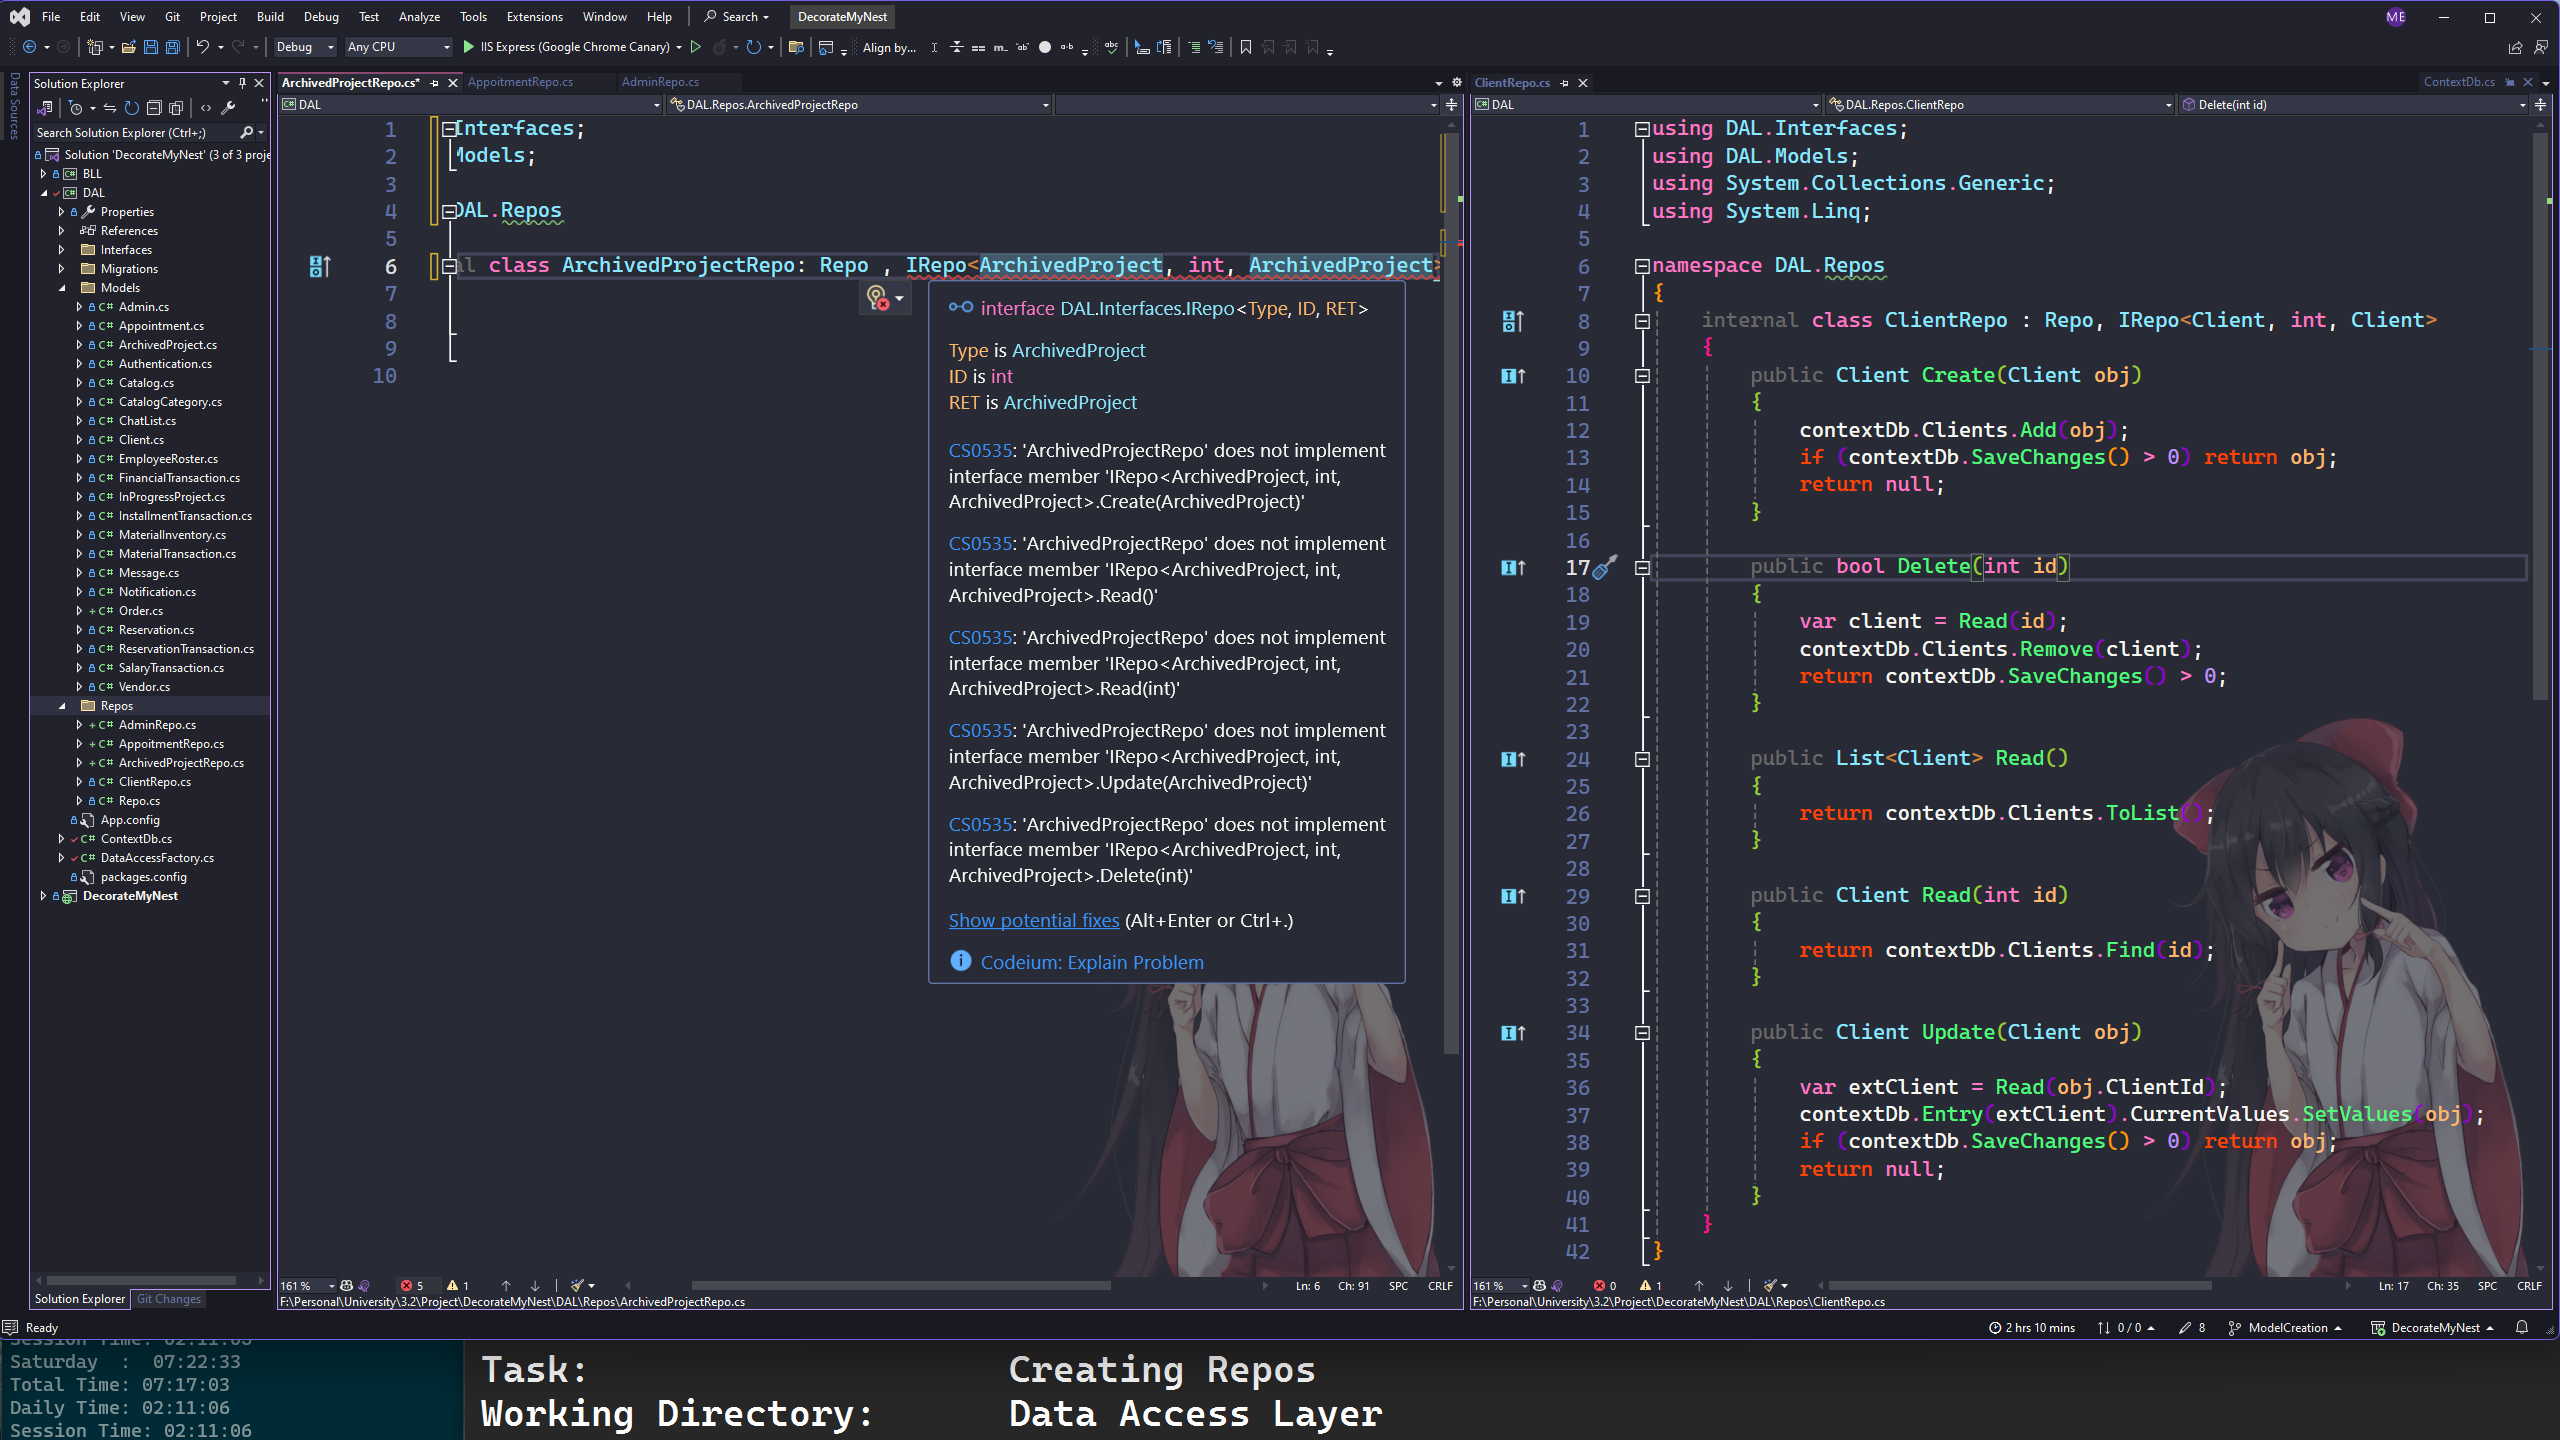 File Edit View Git Project Build Debug Test Analyze Tools Extensions Window Help Search DecorateMyNest ME
Debug Any CPU IIS Express (Google Chrome Canary) Align by...
Data Sources
Solution Explorer
Search Solution Explorer (Ctrl+;)
Solution 'DecorateMyNest' (3 of 3 proje
BLL
DAL
Properties
References
Interfaces
Migrations
Models
Admin.cs
Appointment.cs
ArchivedProject.cs
Authentication.cs
Catalog.cs
CatalogCategory.cs
ChatList.cs
Client.cs
EmployeeRoster.cs
FinancialTransaction.cs
InProgressProject.cs
InstallmentTransaction.cs
MaterialInventory.cs
MaterialTransaction.cs
Message.cs
Notification.cs
Order.cs
Reservation.cs
ReservationTransaction.cs
SalaryTransaction.cs
Vendor.cs
Repos
AdminRepo.cs
AppoitmentRepo.cs
ArchivedProjectRepo.cs
ClientRepo.cs
Repo.cs
App.config
ContextDb.cs
DataAccessFactory.cs
packages.config
DecorateMyNest
Solution Explorer Git Changes
ArchivedProjectRepo.cs* AppoitmentRepo.cs AdminRepo.cs
DAL DAL.Repos.ArchivedProjectRepo
1 Interfaces;
2 Models;
3
4 DAL.Repos
5
6 al class ArchivedProjectRepo: Repo , IRepo<ArchivedProject, int, ArchivedProject>
7
8
9
10
interface DAL.Interfaces.IRepo<Type, ID, RET>
Type is ArchivedProject
ID is int
RET is ArchivedProject
CS0535: 'ArchivedProjectRepo' does not implement
interface member 'IRepo<ArchivedProject, int,
ArchivedProject>.Create(ArchivedProject)'
CS0535: 'ArchivedProjectRepo' does not implement
interface member 'IRepo<ArchivedProject, int,
ArchivedProject>.Read()'
CS0535: 'ArchivedProjectRepo' does not implement
interface member 'IRepo<ArchivedProject, int,
ArchivedProject>.Read(int)'
CS0535: 'ArchivedProjectRepo' does not implement
interface member 'IRepo<ArchivedProject, int,
ArchivedProject>.Update(ArchivedProject)'
CS0535: 'ArchivedProjectRepo' does not implement
interface member 'IRepo<ArchivedProject, int,
ArchivedProject>.Delete(int)'
Show potential fixes (Alt+Enter or Ctrl+.)
Codeium: Explain Problem
161 % 5 1 Ln: 6 Ch: 91 SPC CRLF
F:\Personal\University\3.2\Project\DecorateMyNest\DAL\Repos\ArchivedProjectRepo.cs
ClientRepo.cs ContextDb.cs
DAL DAL.Repos.ClientRepo Delete(int id)
1 using DAL.Interfaces;
2 using DAL.Models;
3 using System.Collections.Generic;
4 using System.Linq;
5
6 namespace DAL.Repos
7 {
8 internal class ClientRepo : Repo, IRepo<Client, int, Client>
9 {
10 public Client Create(Client obj)
11 {
12 contextDb.Clients.Add(obj);
13 if (contextDb.SaveChanges() > 0) return obj;
14 return null;
15 }
16
17 public bool Delete(int id)
18 {
19 var client = Read(id);
20 contextDb.Clients.Remove(client);
21 return contextDb.SaveChanges() > 0;
22 }
23
24 public List<Client> Read()
25 {
26 return contextDb.Clients.ToList();
27 }
28
29 public Client Read(int id)
30 {
31 return contextDb.Clients.Find(id);
32 }
33
34 public Client Update(Client obj)
35 {
36 var extClient = Read(obj.ClientId);
37 contextDb.Entry(extClient).CurrentValues.SetValues(obj);
38 if (contextDb.SaveChanges() > 0) return obj;
39 return null;
40 }
41 }
42 }
161 % 0 1 Ln: 17 Ch: 35 SPC CRLF
F:\Personal\University\3.2\Project\DecorateMyNest\DAL\Repos\ClientRepo.cs
Ready 2 hrs 10 mins 0 / 0 8 ModelCreation DecorateMyNest
Saturday : 07:22:33
Total Time: 07:17:03
Daily Time: 02:11:06
Session Time: 02:11:06
Task: Creating Repos
Working Directory: Data Access Layer